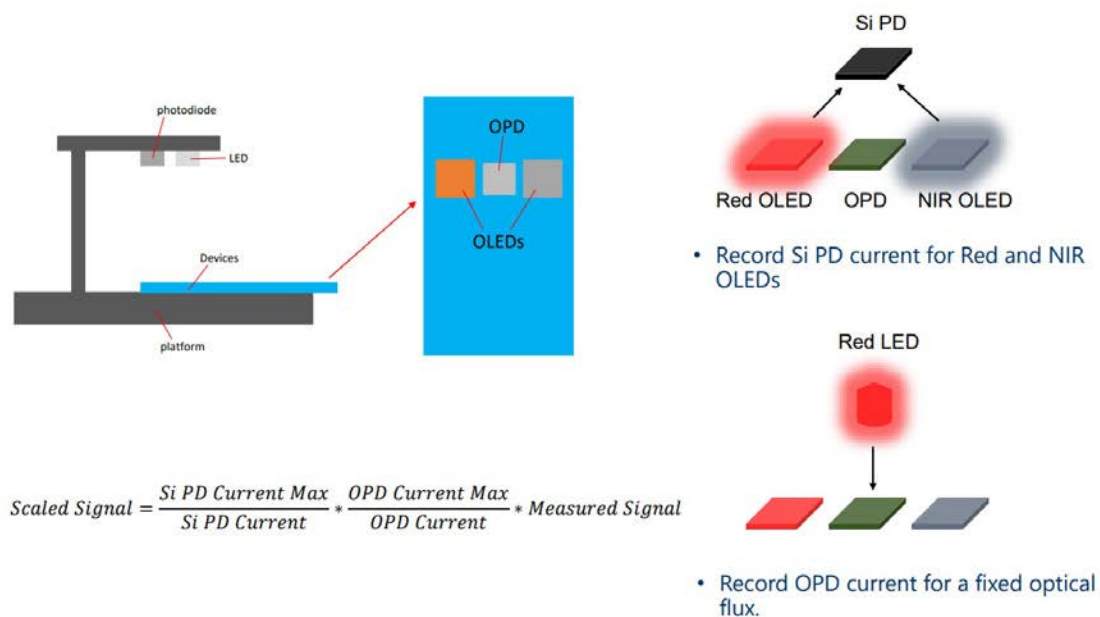 photodiode
LED
Devices
platform
OPD
OLEDs
Si PD
Red OLED OPD NIR OLED
• Record Si PD current for Red and NIR
OLEDs
Red LED
Scaled Signal = Si PD Current Max / Si PD Current * OPD Current Max / OPD Current * Measured Signal
• Record OPD current for a fixed optical
flux.